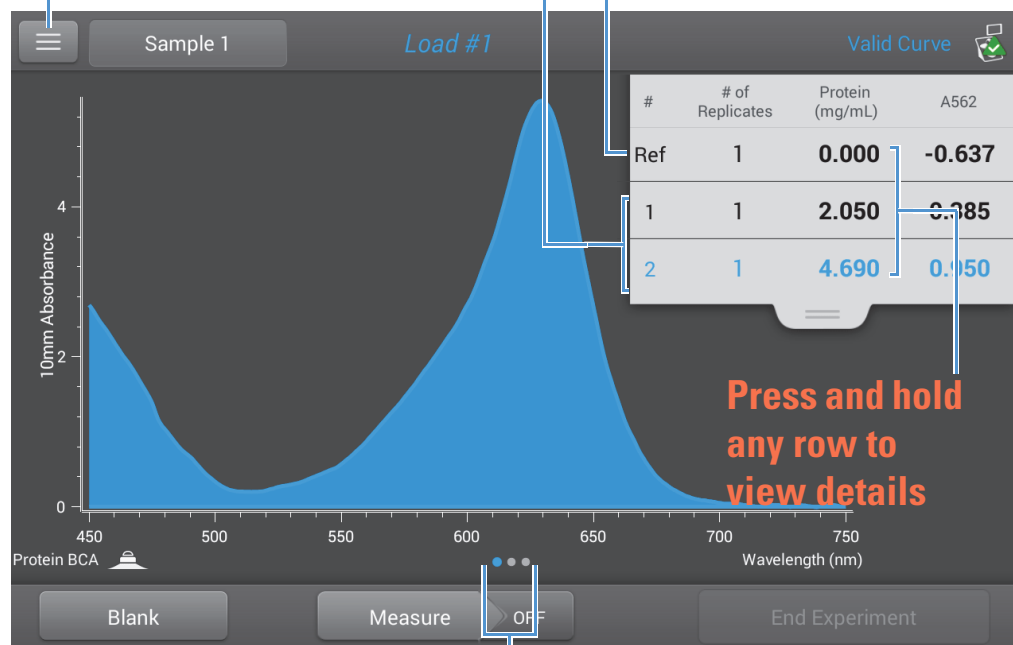 Sample 1
Load #1
Valid Curve
# # of Replicates Protein (mg/mL) A562
Ref 1 0.000 -0.637
1 1 2.050 0.385
2 1 4.690 0.950
Press and hold
any row to
view details
10mm Absorbance
4
2
0
450 500 550 600 650 700 750
Protein BCA
Wavelength (nm)
Blank
Measure
OFF
End Experiment